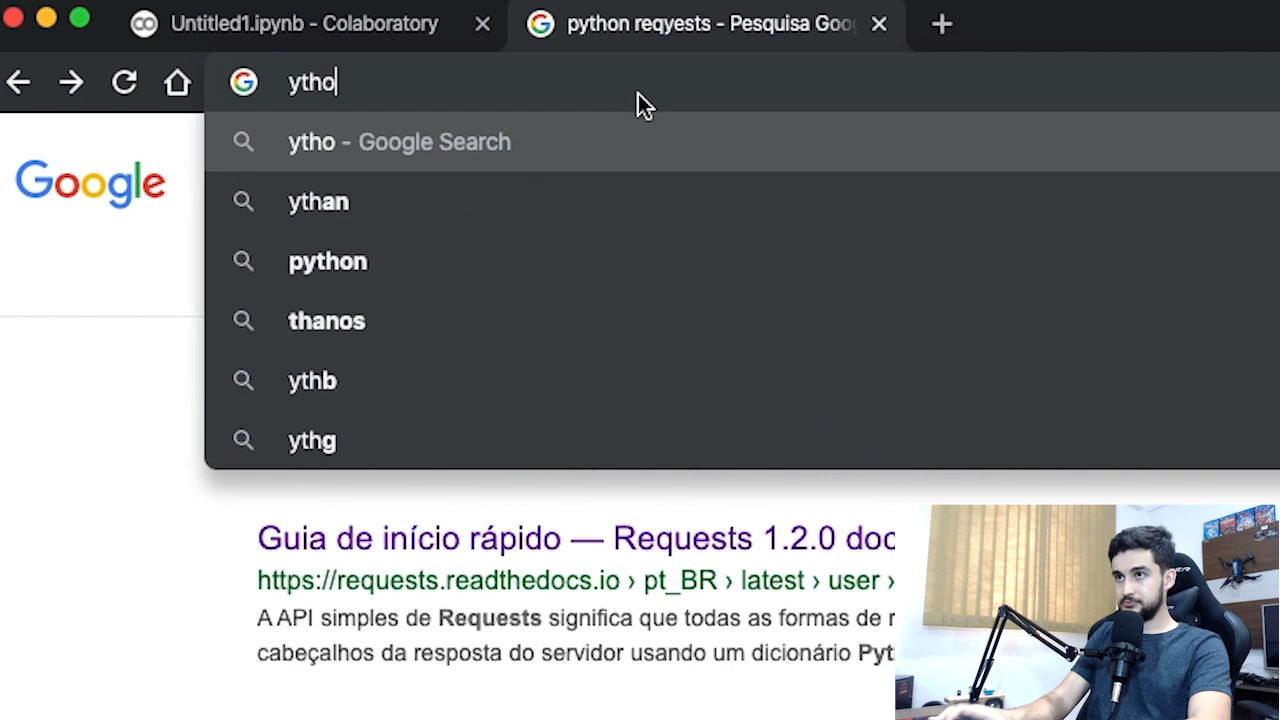 Untitled1.ipynb - Colaboratory
python reqyests - Pesquisa Goo
ytho
ytho - Google Search
Google
ythan
python
thanos
ythb
ythg
Guia de início rápido — Requests 1.2.0 doc
https://requests.readthedocs.io › pt_BR › latest › user ›
A API simples de Requests significa que todas as formas de r
cabeçalhos da resposta do servidor usando um dicionário Pyt